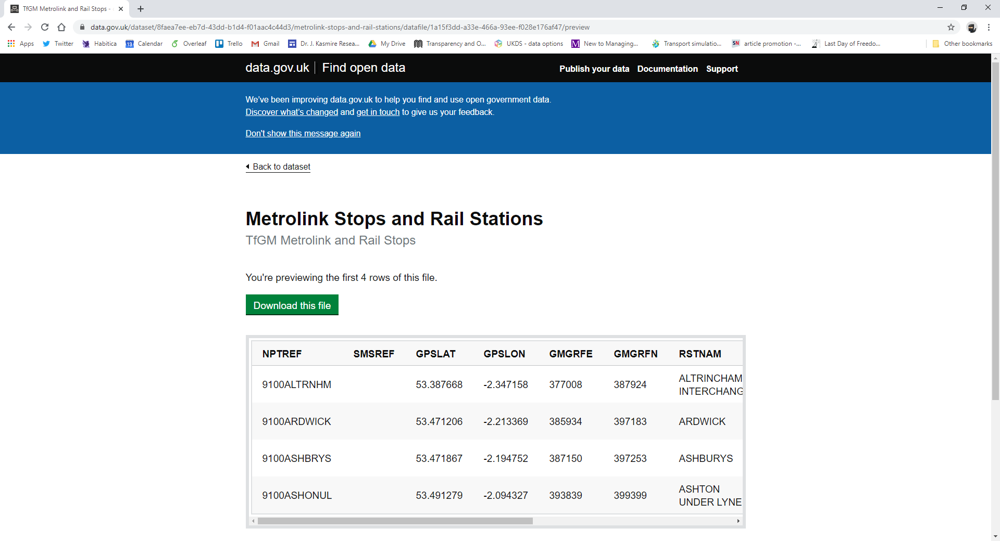 TfGM Metrolink and Rail Stops -
data.gov.uk/dataset/8faea7ee-eb7d-43dd-b1d4-f01aac4c44d3/metrolink-stops-and-rail-stations/datafile/1a15f3dd-a33e-466a-93ee-f028e176af47/preview
Apps Twitter Habitica 13 Calendar Overleaf Trello Gmail Dr. J. Kasmire Resea... My Drive Transparency and O... UKDS - data options M New to Managing... Transport simulatio... SN article promotion -... Last Day of Freedo... Other bookmarks
data.gov.uk | Find open data Publish your data Documentation Support
We've been improving data.gov.uk to help you find and use open government data.
Discover what's changed and get in touch to give us your feedback.
Don't show this message again
Back to dataset
Metrolink Stops and Rail Stations
TfGM Metrolink and Rail Stops
You're previewing the first 4 rows of this file.
Download this file
NPTREF SMSREF GPSLAT GPSLON GMGRFE GMGRFN RSTNAM
9100ALTRNHM 53.387668 -2.347158 377008 387924 ALTRINCHAM
INTERCHANG
9100ARDWICK 53.471206 -2.213369 385934 397183 ARDWICK
9100ASHBRYS 53.471867 -2.194752 387150 397253 ASHBURYS
9100ASHONUL 53.491279 -2.094327 393839 399399 ASHTON
UNDER LYNE